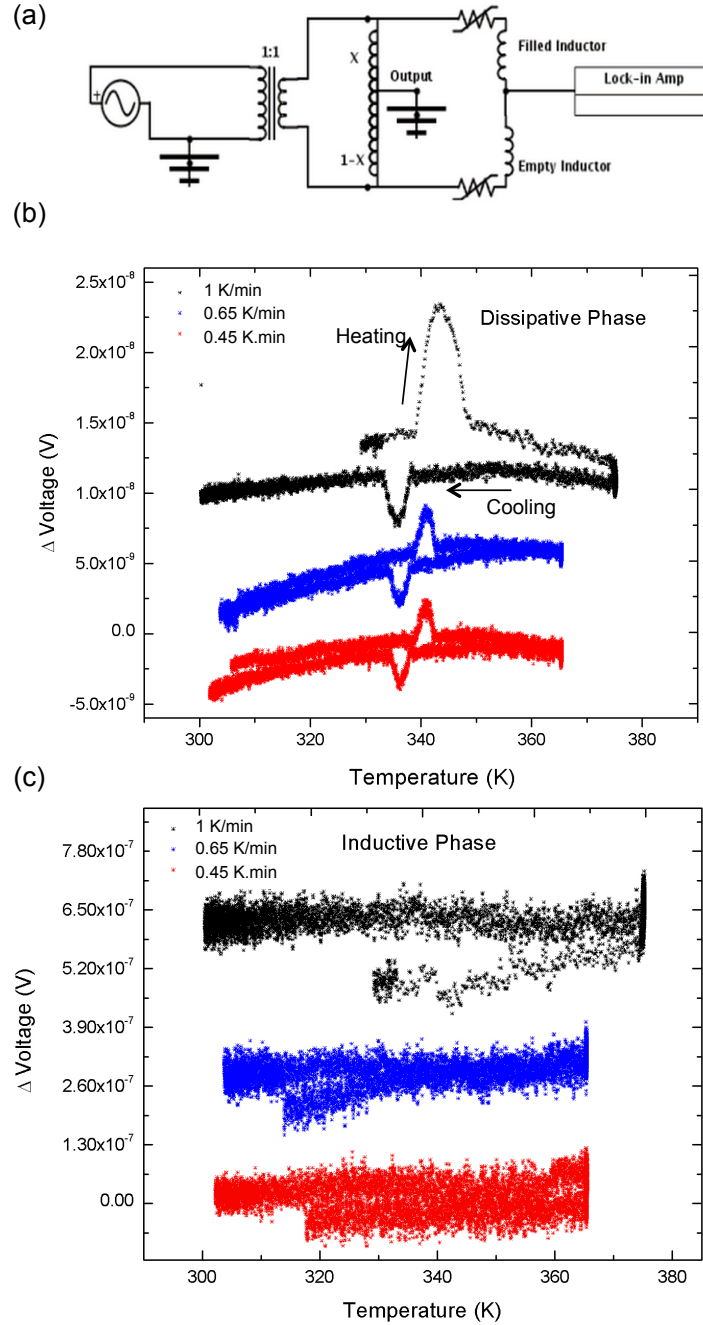 (a)
1:1
X
Output
1-X
Filled Inductor
Lock-in Amp
Empty Inductor
+
(b)
1 K/min
0.65 K/min
0.45 K.min
Heating
Dissipative Phase
Cooling
2.5x10⁻⁸
2.0x10⁻⁸
1.5x10⁻⁸
1.0x10⁻⁸
5.0x10⁻⁹
0.0
-5.0x10⁻⁹
Δ Voltage (V)
300 320 340 360 380
Temperature (K)
(c)
1 K/min
0.65 K/min
0.45 K.min
Inductive Phase
7.80x10⁻⁷
6.50x10⁻⁷
5.20x10⁻⁷
3.90x10⁻⁷
2.60x10⁻⁷
1.30x10⁻⁷
0.00
Δ Voltage (V)
300 320 340 360 380
Temperature (K)